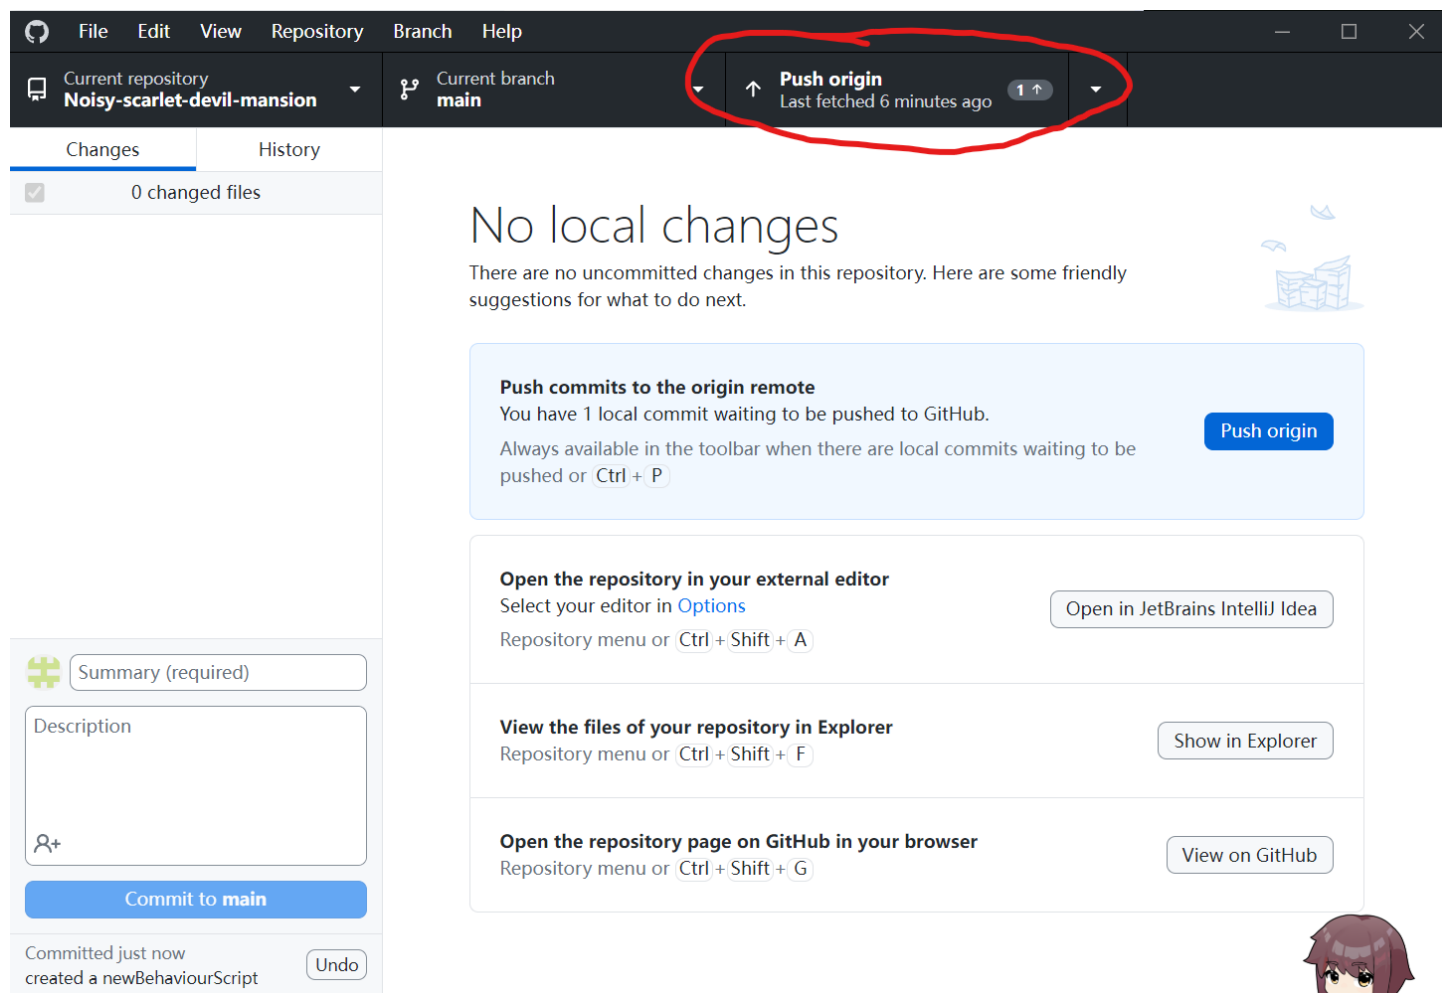 File Edit View Repository Branch Help
Current repository
Noisy-scarlet-devil-mansion
Current branch
main
Push origin
Last fetched 6 minutes ago
1
Changes
History
0 changed files
No local changes
There are no uncommitted changes in this repository. Here are some friendly
suggestions for what to do next.
Push commits to the origin remote
You have 1 local commit waiting to be pushed to GitHub.
Always available in the toolbar when there are local commits waiting to be
pushed or Ctrl + P
Push origin
Open the repository in your external editor
Select your editor in Options
Repository menu or Ctrl + Shift + A
Open in JetBrains IntelliJ Idea
View the files of your repository in Explorer
Repository menu or Ctrl + Shift + F
Show in Explorer
Open the repository page on GitHub in your browser
Repository menu or Ctrl + Shift + G
View on GitHub
Summary (required)
Description
Commit to main
Committed just now
created a newBehaviourScript
Undo